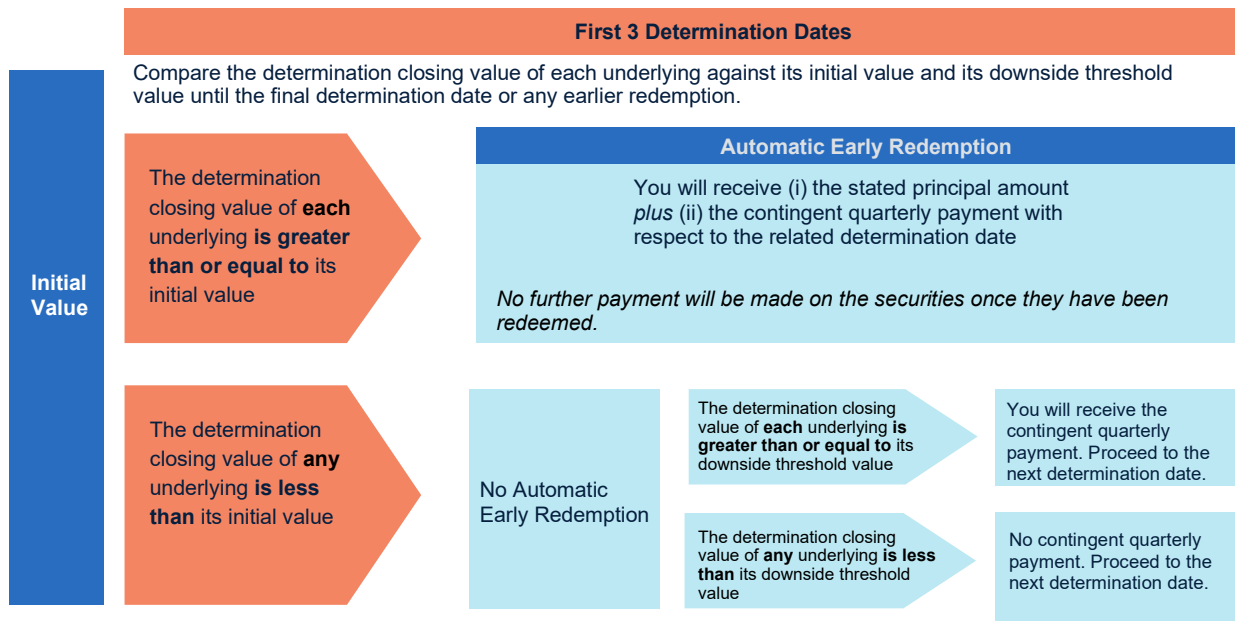 First 3 Determination Dates
Compare the determination closing value of each underlying against its initial value and its downside threshold
value until the final determination date or any earlier redemption.
Initial
Value
The determination
closing value of each
underlying is greater
than or equal to its
initial value
Automatic Early Redemption
You will receive (i) the stated principal amount
plus (ii) the contingent quarterly payment with
respect to the related determination date
No further payment will be made on the securities once they have been
redeemed.
The determination
closing value of any
underlying is less
than its initial value
No Automatic
Early Redemption
The determination closing
value of each underlying is
greater than or equal to its
downside threshold value
You will receive the
contingent quarterly
payment. Proceed to the
next determination date.
The determination closing
value of any underlying is less
than its downside threshold
value
No contingent quarterly
payment. Proceed to the
next determination date.